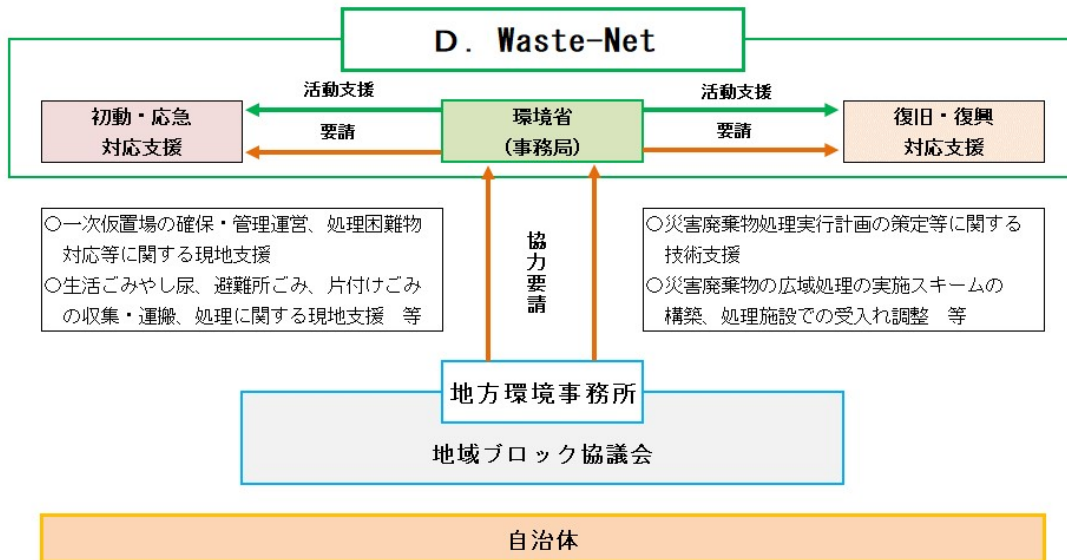 D. Waste-Net
活動支援
活動支援
初動・応急
対応支援
要請
環境省
(事務局)
要請
復旧・復興
対応支援
○一次仮置場の確保・管理運営、処理困難物
対応等に関する現地支援
○生活ごみやし尿、避難所ごみ、片付けごみ
の収集・運搬、処理に関する現地支援 等
協力要請
○災害廃棄物処理実行計画の策定等に関する
技術支援
○災害廃棄物の広域処理の実施スキームの
構築、処理施設での受入れ調整 等
地方環境事務所
地域ブロック協議会
自治体